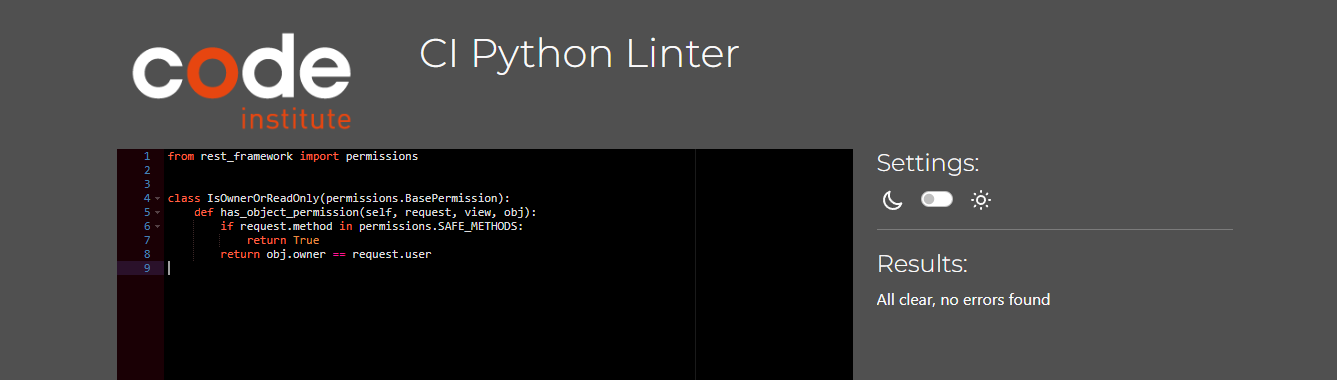 code
institute
CI Python Linter
1 from rest_framework import permissions
2
3
4 class IsOwnerOrReadOnly(permissions.BasePermission):
5     def has_object_permission(self, request, view, obj):
6         if request.method in permissions.SAFE_METHODS:
7             return True
8         return obj.owner == request.user
9
Settings:
Results:
All clear, no errors found